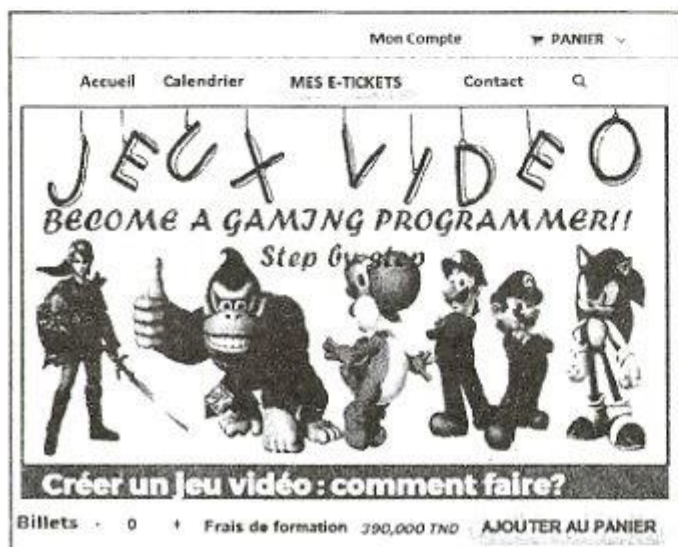 Mon Compte PANIER
Accueil Calendrier MES E-TICKETS Contact
JEUX VIDEO
BECOME A GAMING PROGRAMMER!!
Step by step
Créer un jeu vidéo : comment faire?
Billets - 0 + Frais de formation 390,000 TND AJOUTER AU PANIER